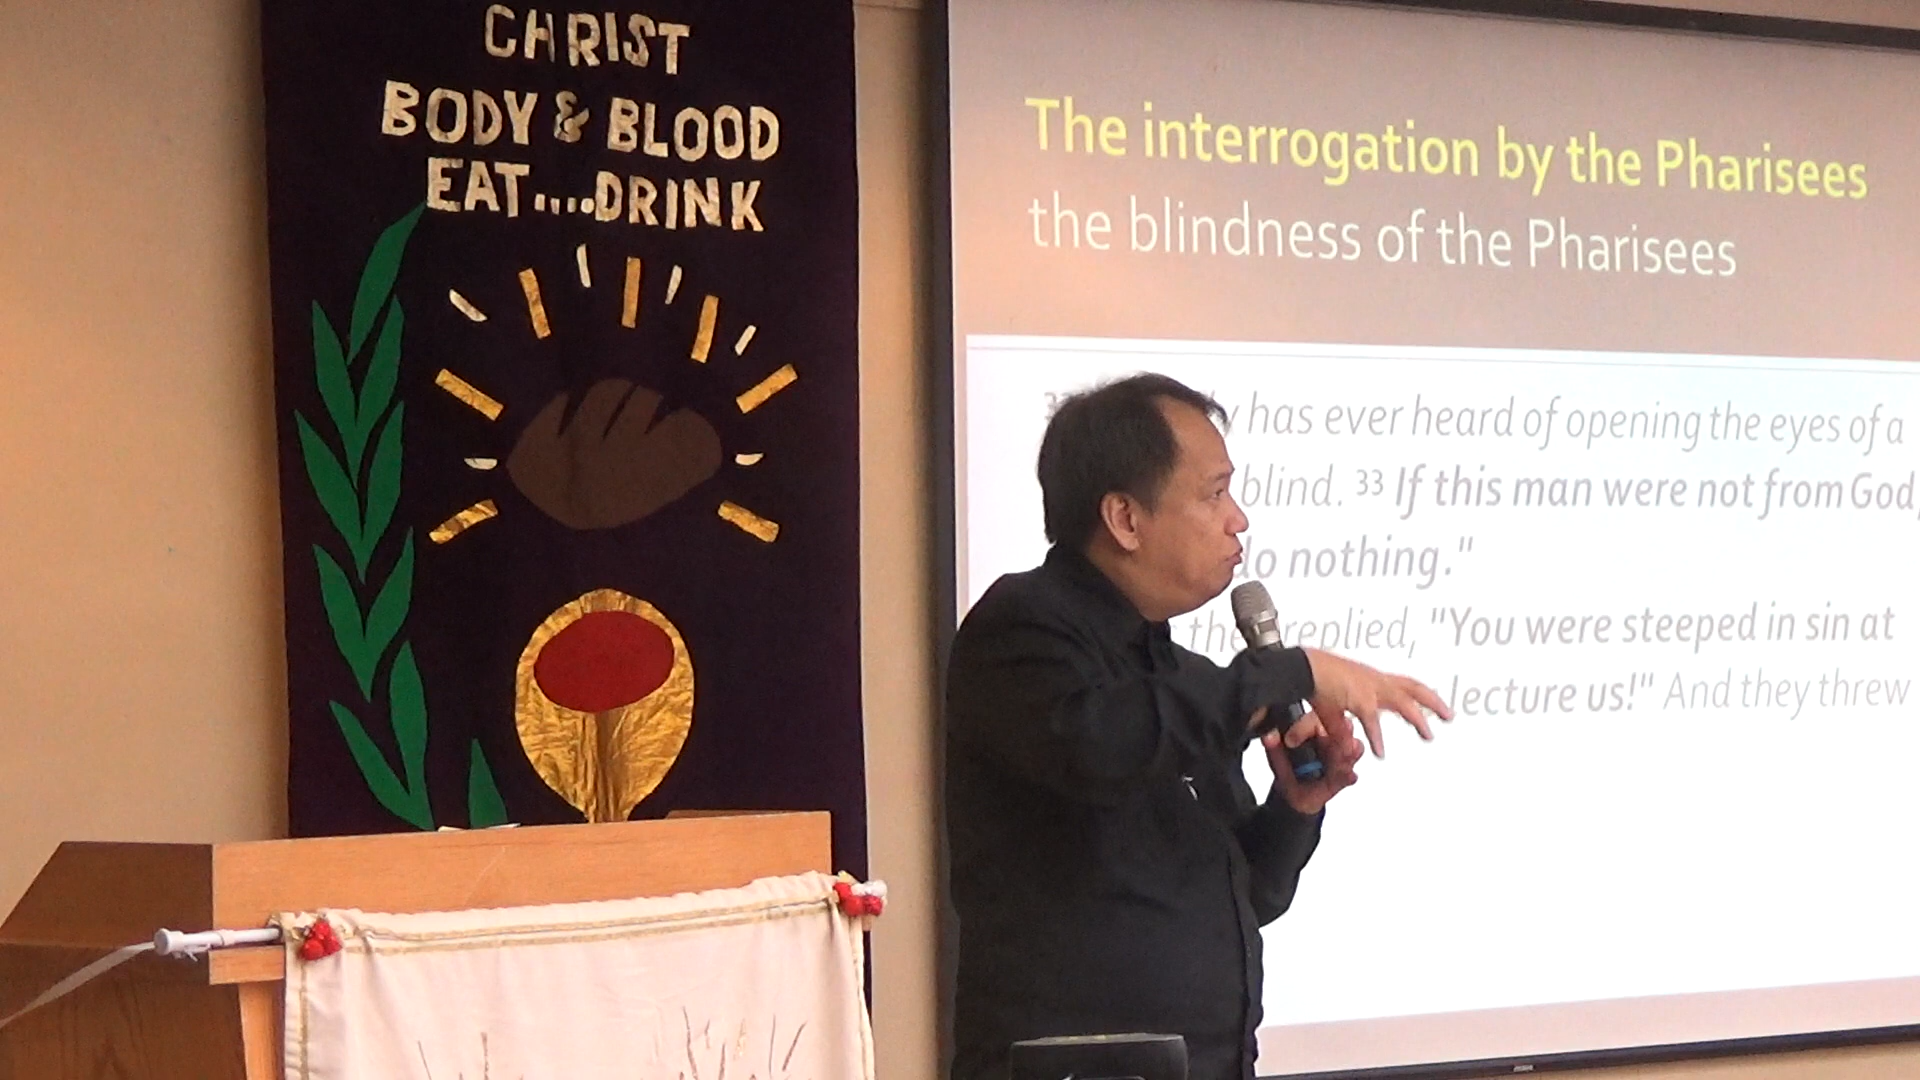 CHRIST
BODY & BLOOD
EAT....DRINK
The interrogation by the Pharisees
the blindness of the Pharisees
has ever heard of opening the eyes of a
blind. 33 If this man were not from God,
do nothing."
replied, "You were steeped in sin at
lecture us!" And they threw